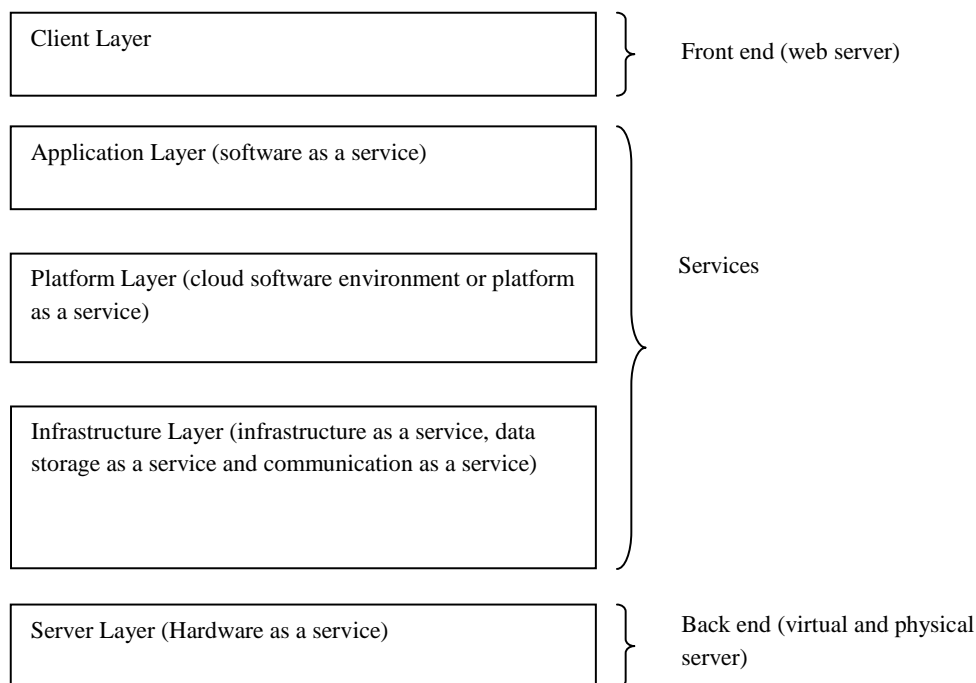 Client Layer
Front end (web server)
Application Layer (software as a service)
Platform Layer (cloud software environment or platform
as a service)
Services
Infrastructure Layer (infrastructure as a service, data
storage as a service and communication as a service)
Server Layer (Hardware as a service)
Back end (virtual and physical
server)